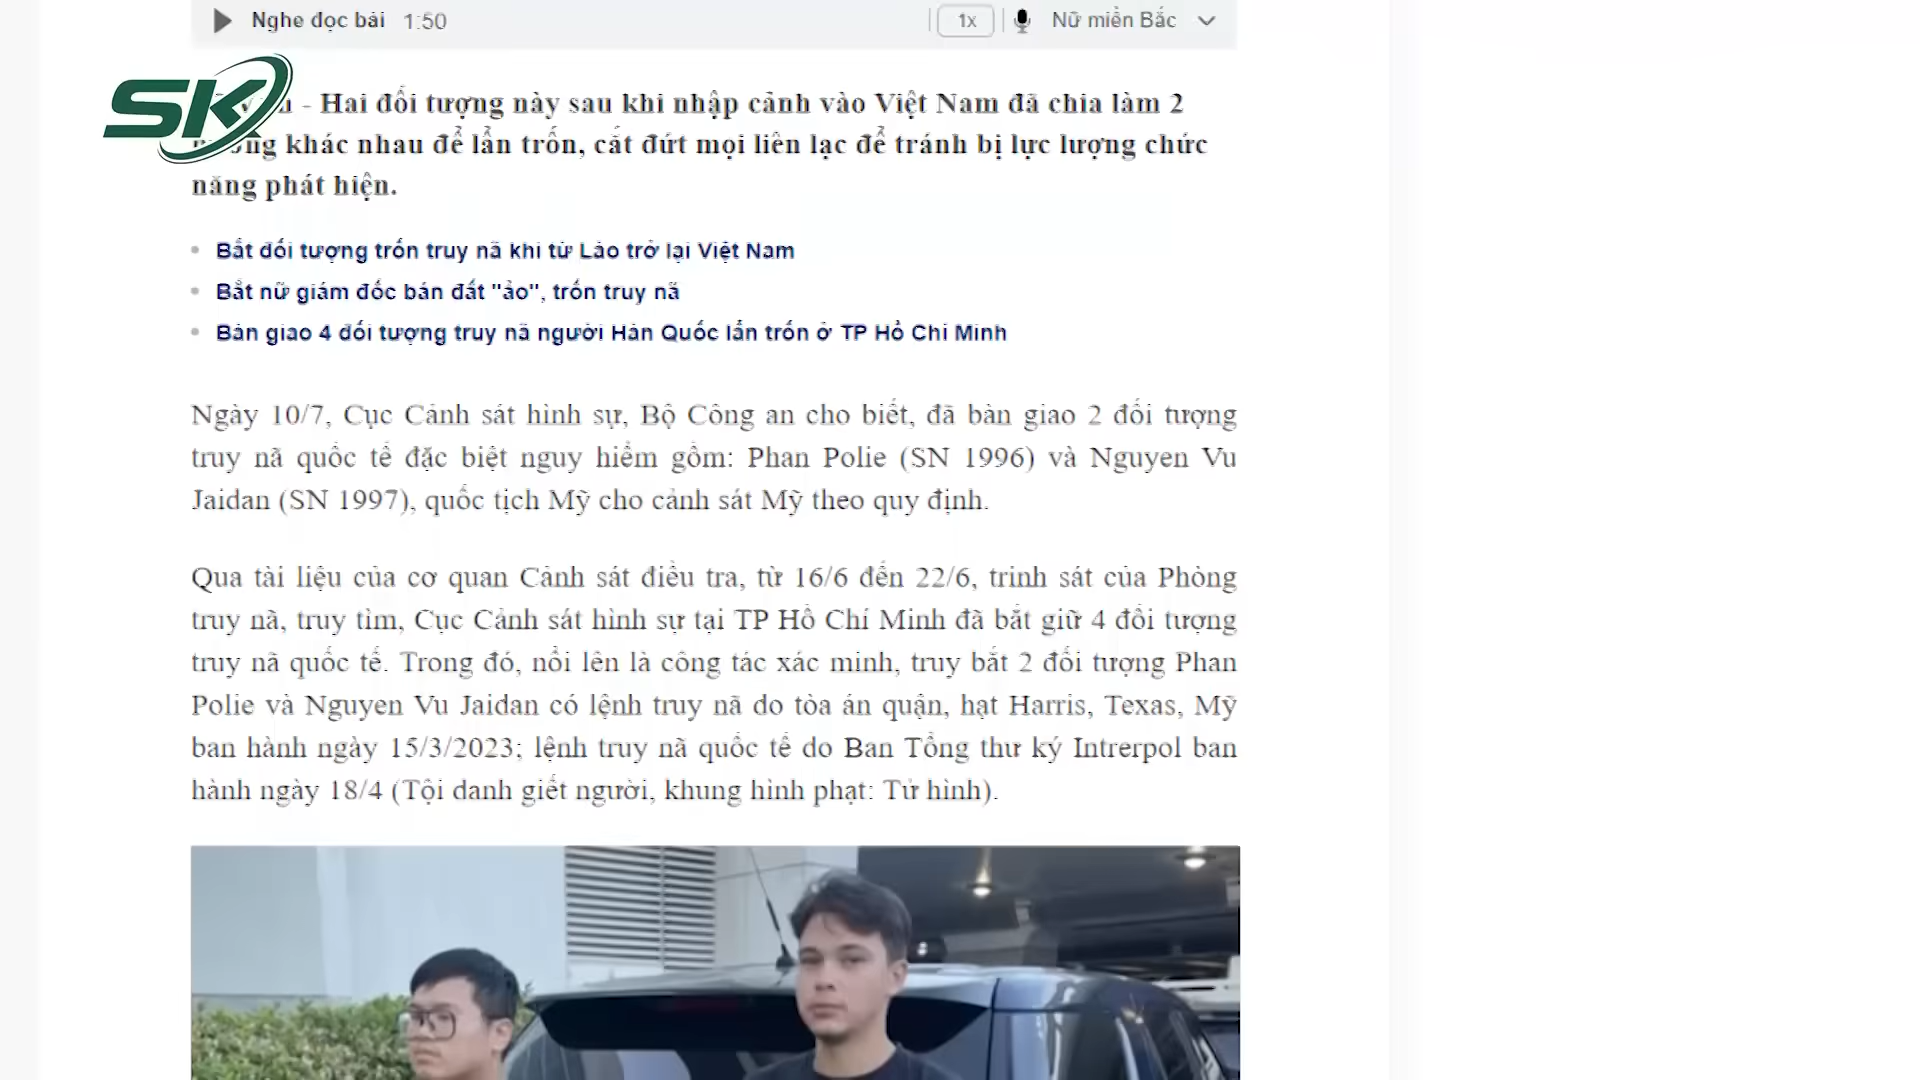 Nghe đọc bài 1:50 1x Nữ miền Bắc
SK
- Hai đối tượng này sau khi nhập cảnh vào Việt Nam đã chia làm 2
khác nhau để lẩn trốn, cắt đứt mọi liên lạc để tránh bị lực lượng chức
năng phát hiện.
Bắt đối tượng trốn truy nã khi từ Lào trở lại Việt Nam
Bắt nữ giám đốc bán đất "ảo", trốn truy nã
Bàn giao 4 đối tượng truy nã người Hàn Quốc lẩn trốn ở TP Hồ Chí Minh
Ngày 10/7, Cục Cảnh sát hình sự, Bộ Công an cho biết, đã bàn giao 2 đối tượng
truy nã quốc tế đặc biệt nguy hiểm gồm: Phan Polie (SN 1996) và Nguyen Vu
Jaidan (SN 1997), quốc tịch Mỹ cho cảnh sát Mỹ theo quy định.
Qua tài liệu của cơ quan Cảnh sát điều tra, từ 16/6 đến 22/6, trinh sát của Phòng
truy nã, truy tìm, Cục Cảnh sát hình sự tại TP Hồ Chí Minh đã bắt giữ 4 đối tượng
truy nã quốc tế. Trong đó, nổi lên là công tác xác minh, truy bắt 2 đối tượng Phan
Polie và Nguyen Vu Jaidan có lệnh truy nã do tòa án quận, hạt Harris, Texas, Mỹ
ban hành ngày 15/3/2023; lệnh truy nã quốc tế do Ban Tổng thư ký Intrerpol ban
hành ngày 18/4 (Tội danh giết người, khung hình phạt: Tử hình).